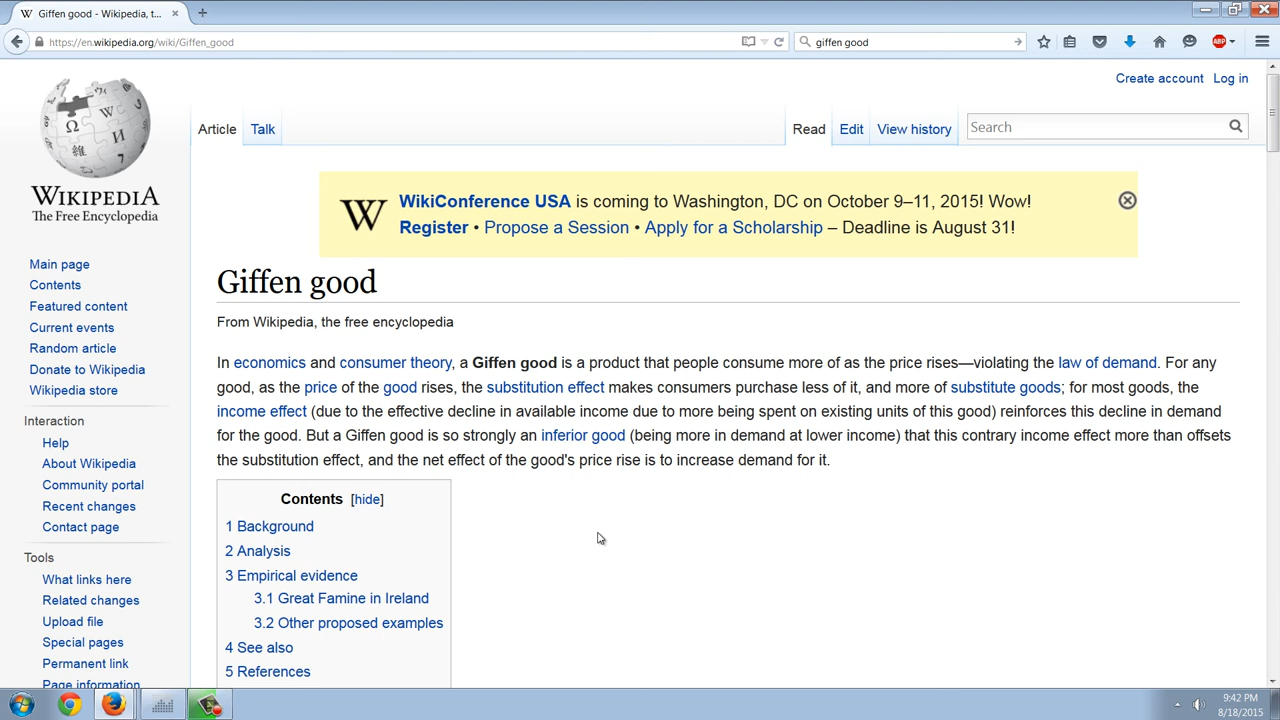 Giffen good - Wikipedia, t...
https://en.wikipedia.org/wiki/Giffen_good
giffen good
ABP
Create account Log in
Article Talk Read Edit View history Search
WIKIPEDIA
The Free Encyclopedia
WikiConference USA is coming to Washington, DC on October 9–11, 2015! Wow!
Register • Propose a Session • Apply for a Scholarship – Deadline is August 31!
Main page
Contents
Featured content
Current events
Random article
Donate to Wikipedia
Wikipedia store
Interaction
Help
About Wikipedia
Community portal
Recent changes
Contact page
Tools
What links here
Related changes
Upload file
Special pages
Permanent link
Page information
Giffen good
From Wikipedia, the free encyclopedia
In economics and consumer theory, a Giffen good is a product that people consume more of as the price rises—violating the law of demand. For any
good, as the price of the good rises, the substitution effect makes consumers purchase less of it, and more of substitute goods; for most goods, the
income effect (due to the effective decline in available income due to more being spent on existing units of this good) reinforces this decline in demand
for the good. But a Giffen good is so strongly an inferior good (being more in demand at lower income) that this contrary income effect more than offsets
the substitution effect, and the net effect of the good's price rise is to increase demand for it.
Contents [hide]
1 Background
2 Analysis
3 Empirical evidence
3.1 Great Famine in Ireland
3.2 Other proposed examples
4 See also
5 References
9:42 PM
8/18/2015